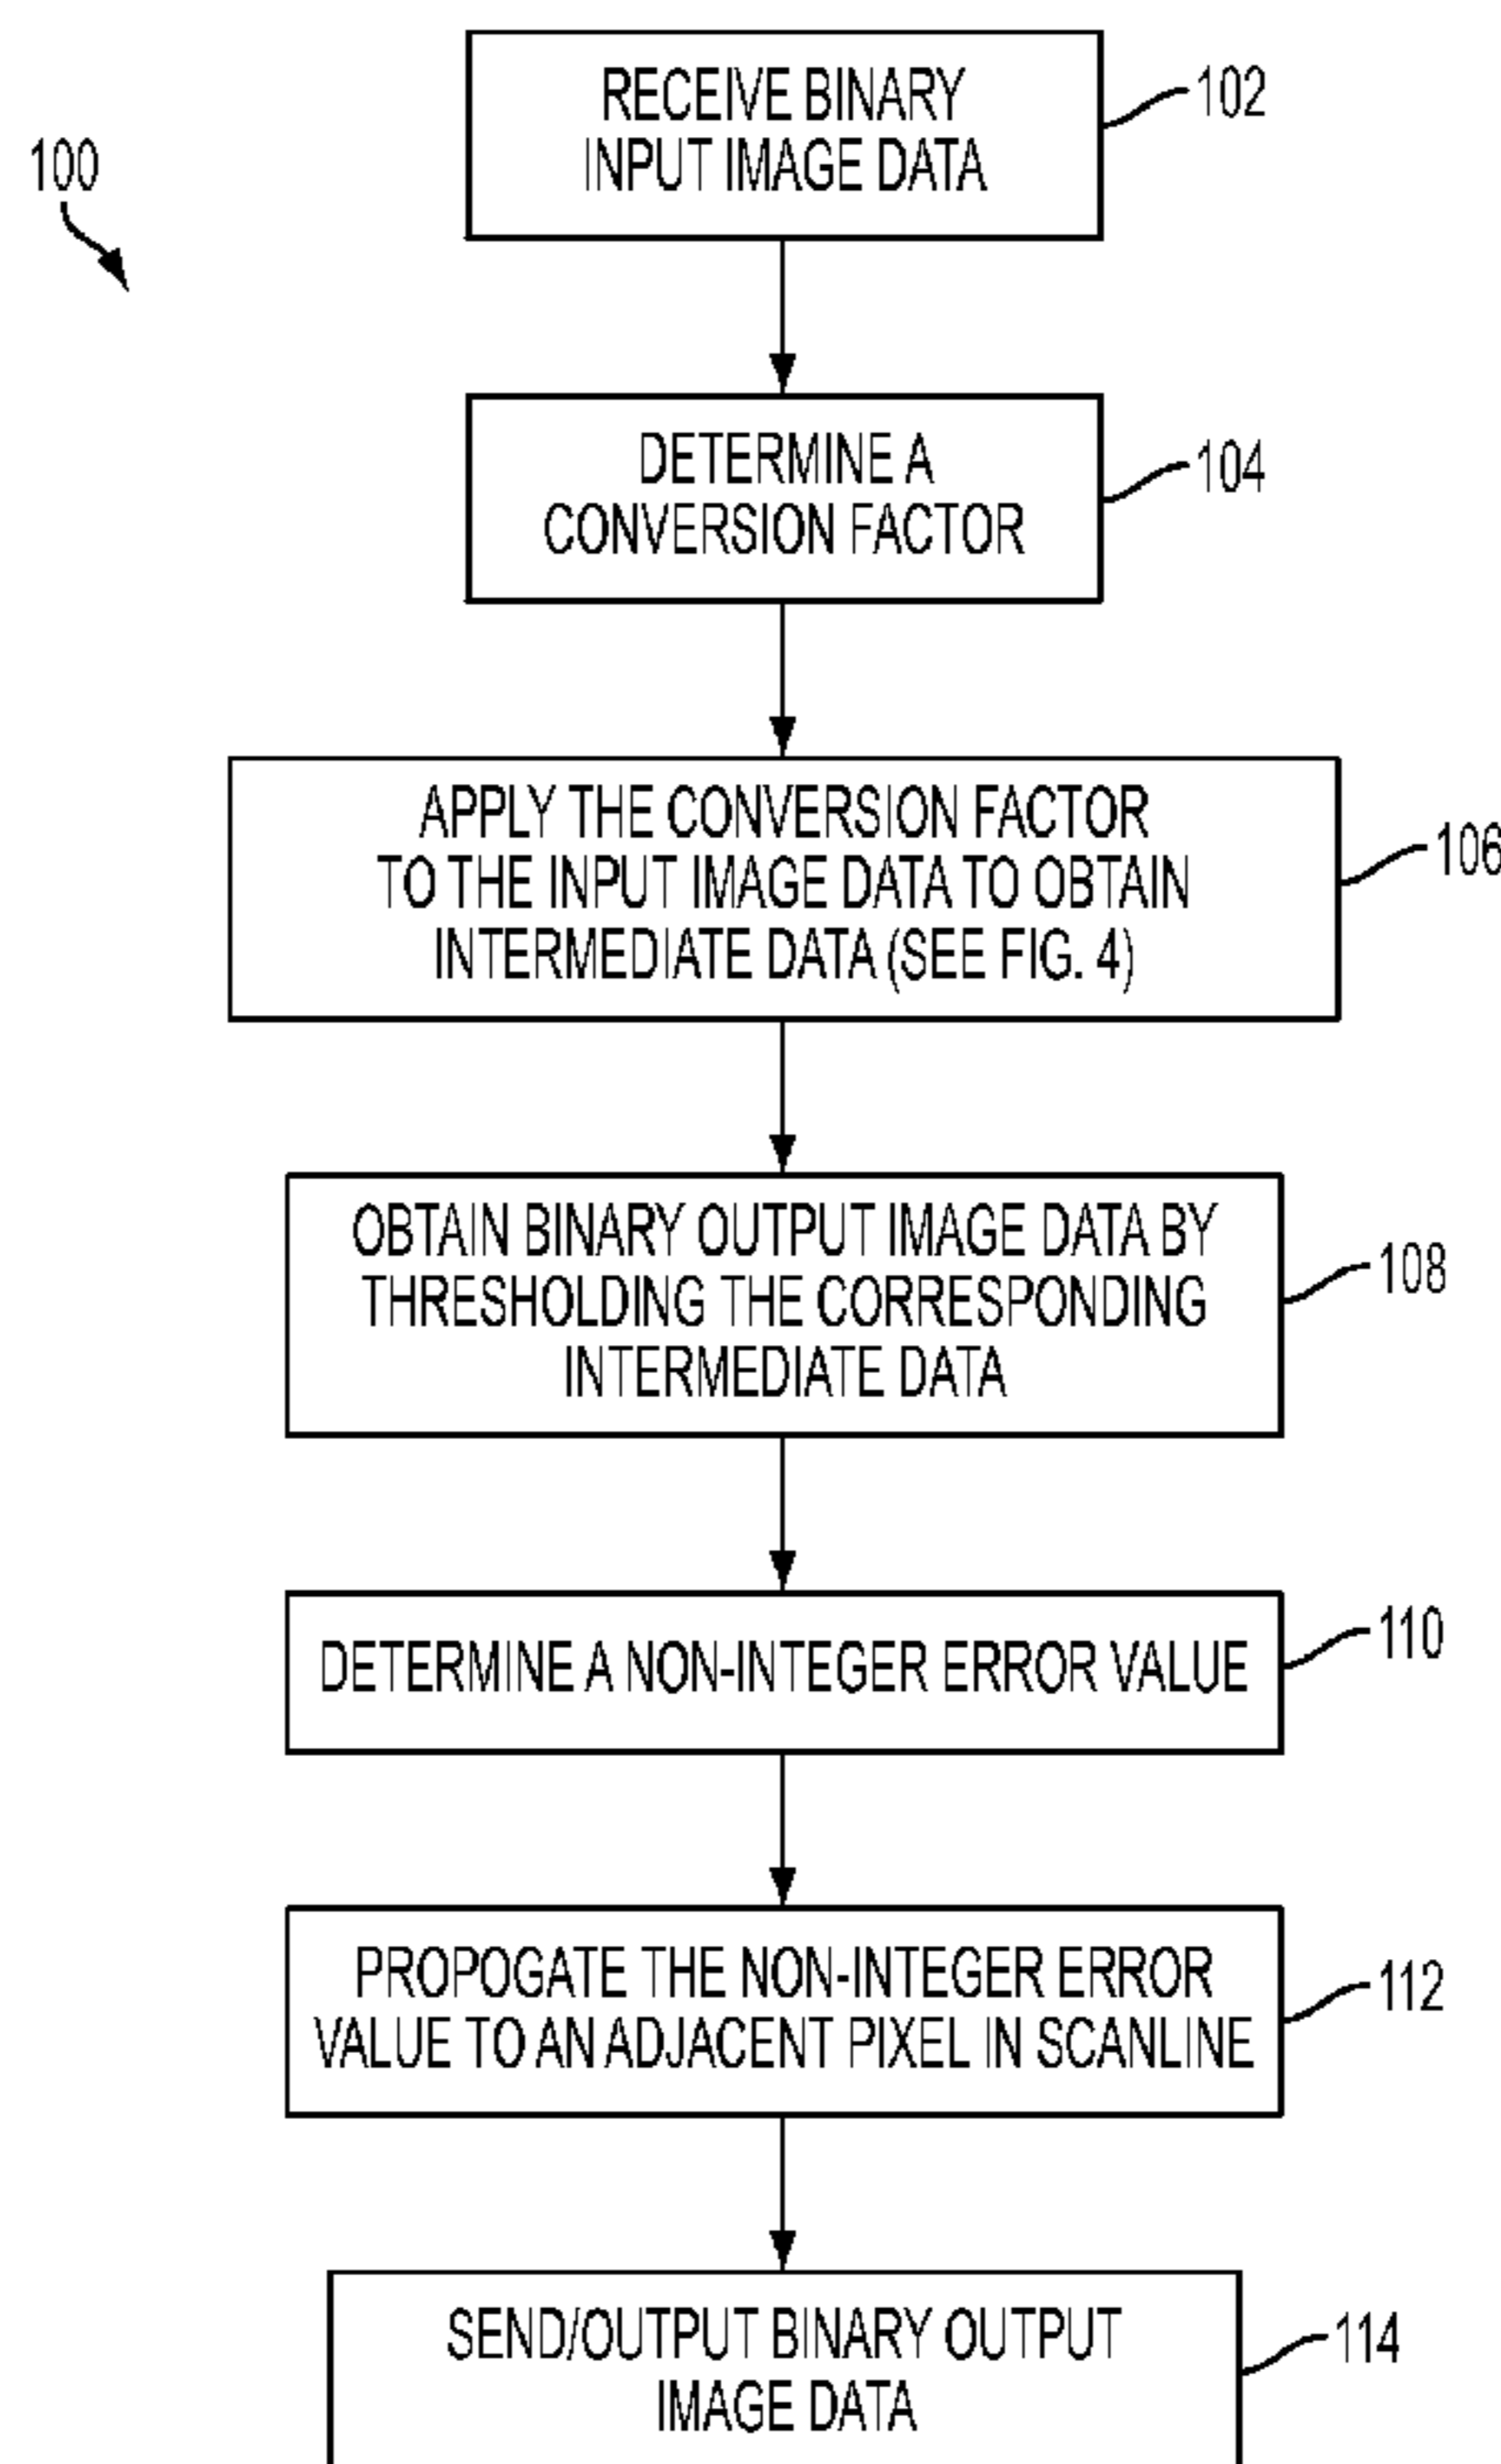 100
RECEIVE BINARY
INPUT IMAGE DATA
102
DETERMINE A
CONVERSION FACTOR
104
APPLY THE CONVERSION FACTOR
TO THE INPUT IMAGE DATA TO OBTAIN
INTERMEDIATE DATA (SEE FIG. 4)
106
OBTAIN BINARY OUTPUT IMAGE DATA BY
THRESHOLDING THE CORRESPONDING
INTERMEDIATE DATA
108
DETERMINE A NON-INTEGER ERROR VALUE
110
PROPOGATE THE NON-INTEGER ERROR
VALUE TO AN ADJACENT PIXEL IN SCANLINE
112
SEND/OUTPUT BINARY OUTPUT
IMAGE DATA
114